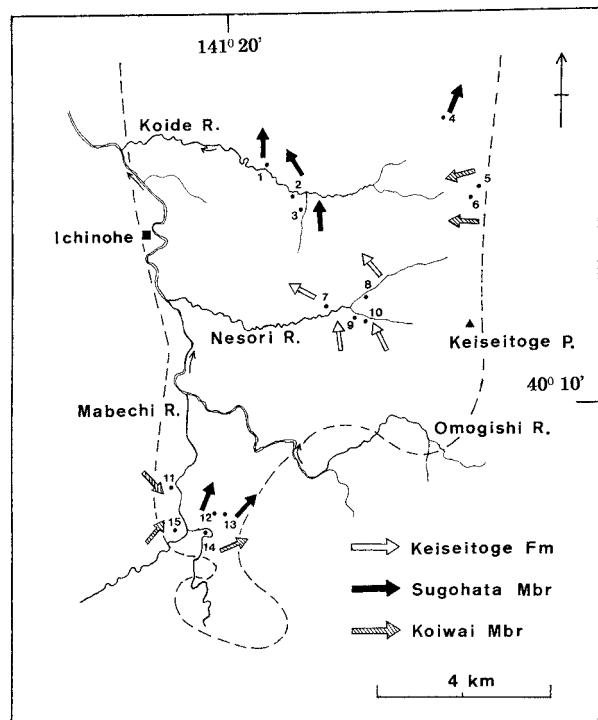 141° 20'
Koide R.
4
1
2
3
5
6
Ichinohe
7
8
9
10
Nesori R.
Keiseitoge P.
40° 10'
Mabechi R.
Omogishi R.
11
12
13
14
15
Keiseitoge Fm
Sugohata Mbr
Koiwai Mbr
4 km